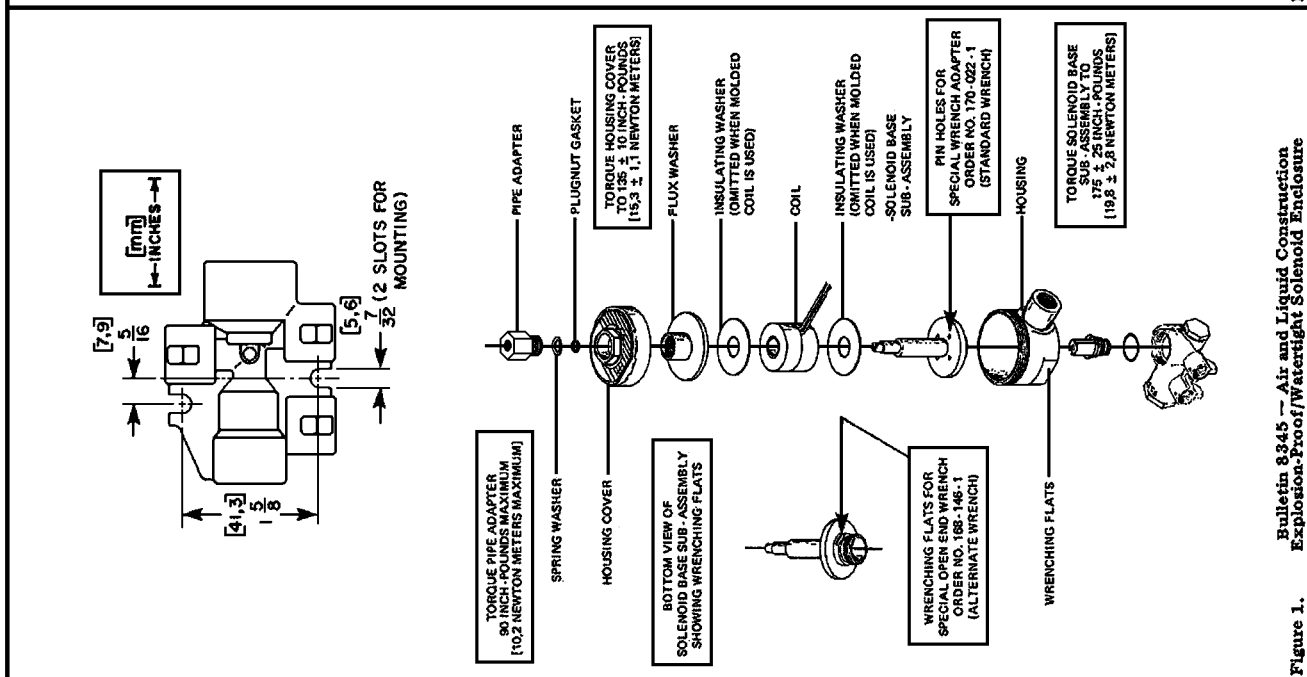 [mm]
INCHES
[7,9]
5
16
[5,6]
7
32
(2 SLOTS FOR
MOUNTING)
[41,3]
1 5
8
TORQUE PIPE ADAPTER
90 INCH-POUNDS MAXIMUM
[10,2 NEWTON METERS MAXIMUM]
SPRING WASHER
HOUSING COVER
BOTTOM VIEW OF
SOLENOID BASE SUB-ASSEMBLY
SHOWING WRENCHING FLATS
WRENCHING FLATS FOR
SPECIAL OPEN END WRENCH
ORDER NO. 168-146-1
(ALTERNATE WRENCH)
WRENCHING FLATS
PIPE ADAPTER
PLUGNUT GASKET
TORQUE HOUSING COVER
TO 135 ± 10 INCH-POUNDS
[15,3 ± 1,1 NEWTON METERS]
FLUX WASHER
INSULATING WASHER
(OMITTED WHEN MOLDED
COIL IS USED)
COIL
INSULATING WASHER
(OMITTED WHEN MOLDED
COIL IS USED)
-SOLENOID BASE
SUB-ASSEMBLY
PIN HOLES FOR
SPECIAL WRENCH ADAPTER
ORDER NO. 170-022-1
(STANDARD WRENCH)
HOUSING
TORQUE SOLENOID BASE
SUB-ASSEMBLY TO
175 ± 25 INCH-POUNDS
[19,8 ± 2,8 NEWTON METERS]
Figure 1. Bulletin 8345 — Air and Liquid Construction
Explosion-Proof/Watertight Solenoid Enclosure